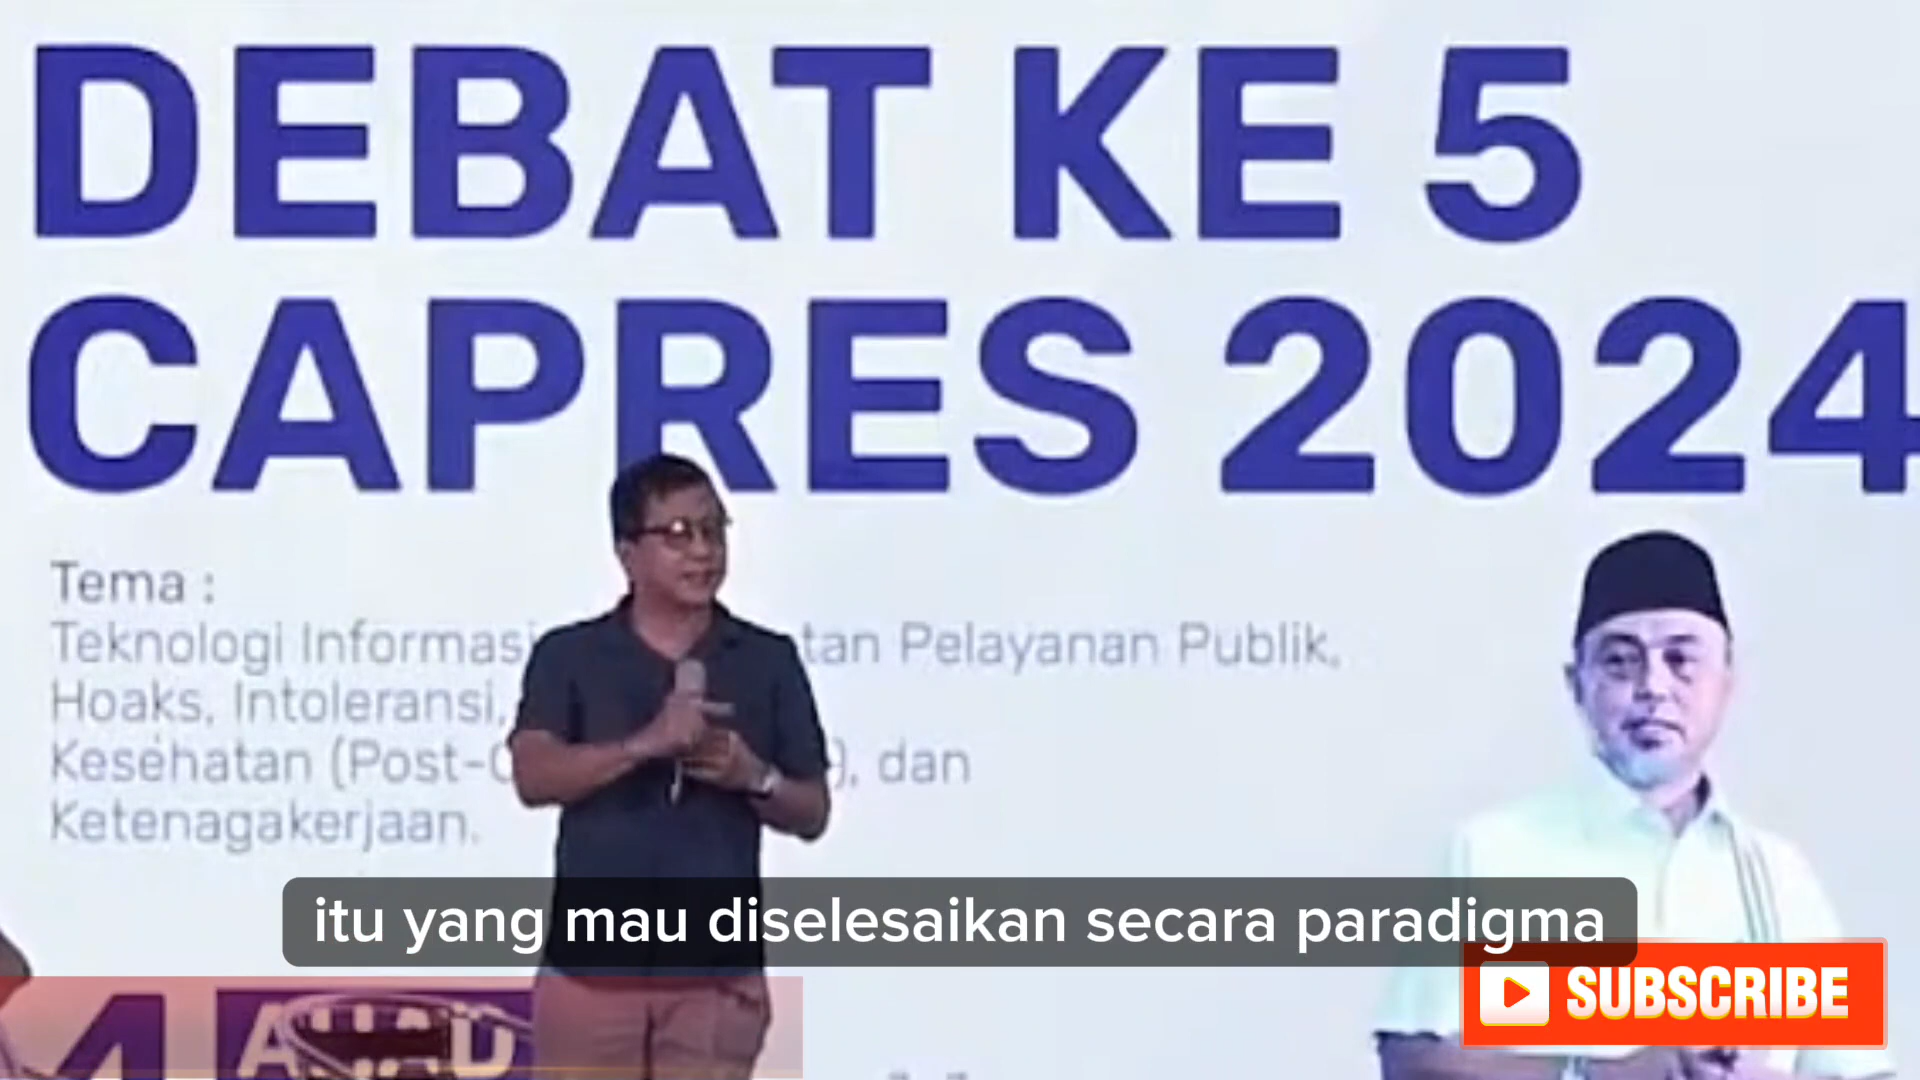 DEBAT KE 5
CAPRES 2024
Tema :
Teknologi Informasi tan Pelayanan Publik,
Hoaks, Intoleransi,
Kesehatan (Post- ), dan
Ketenagakerjaan.
itu yang mau diselesaikan secara paradigma
SUBSCRIBE